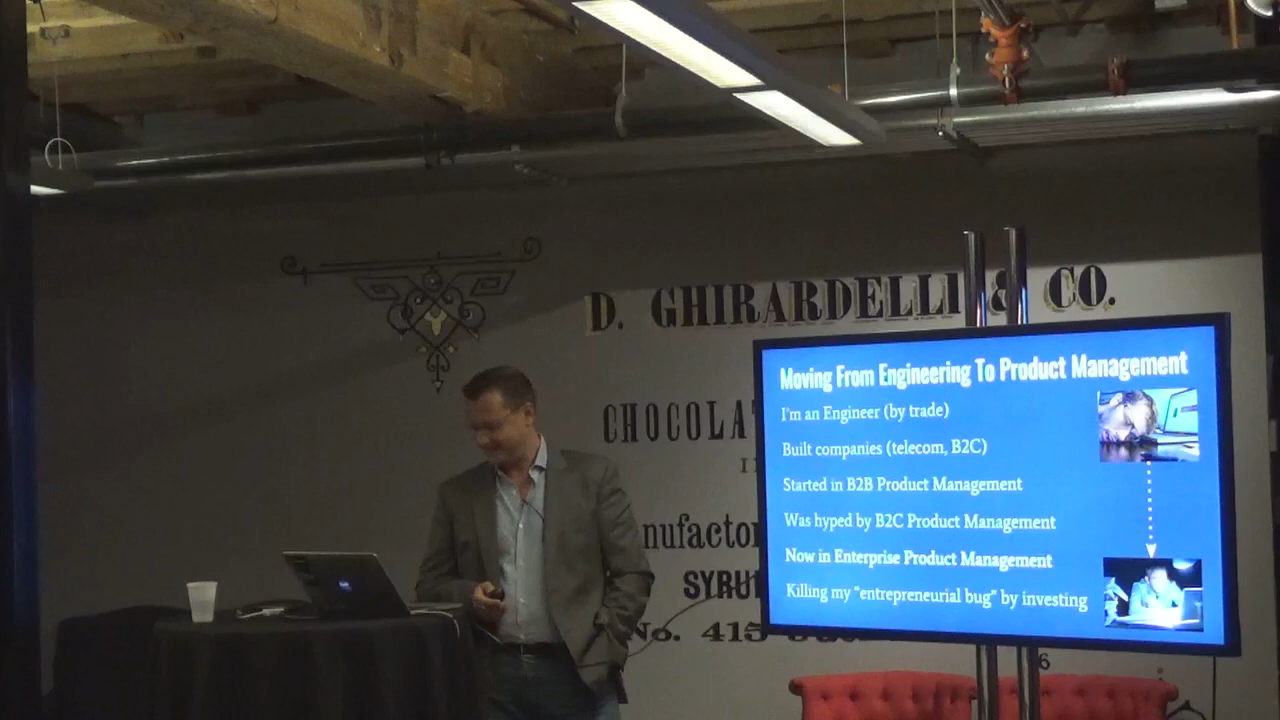 D. GHIRARDELLI & CO.
CHOCOLA
SYRU
No. 415
6
Moving From Engineering To Product Management
I'm an Engineer (by trade)
Built companies (telecom, B2C)
Started in B2B Product Management
Was hyped by B2C Product Management
Now in Enterprise Product Management
Killing my "entrepreneurial bug" by investing